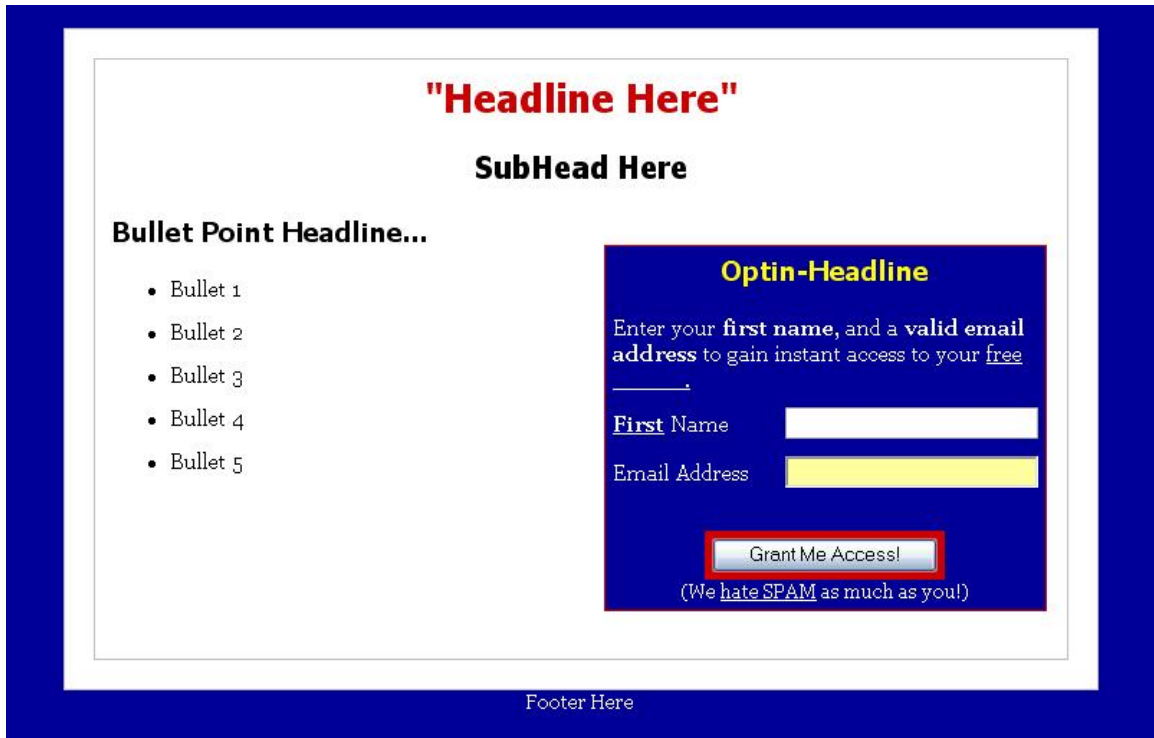 "Headline Here"
SubHead Here
Bullet Point Headline...
• Bullet 1
• Bullet 2
• Bullet 3
• Bullet 4
• Bullet 5
Optin-Headline
Enter your first name, and a valid email
address to gain instant access to your free
_______.
First Name
Email Address
Grant Me Access!
(We hate SPAM as much as you!)
Footer Here